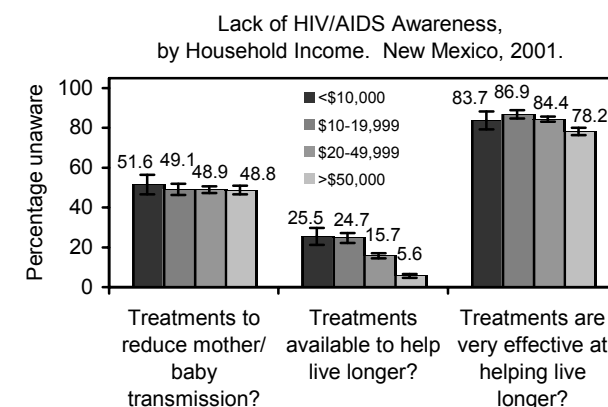 Lack of HIV/AIDS Awareness,
by Household Income.  New Mexico, 2001.
Percentage unaware
100
80
60
40
20
0
<$10,000
$10-19,999
$20-49,999
>$50,000
51.6
49.1
48.9
48.8
25.5
24.7
15.7
5.6
83.7
86.9
84.4
78.2
Treatments to
reduce mother/
baby
transmission?
Treatments
available to help
live longer?
Treatments are
very effective at
helping live
longer?